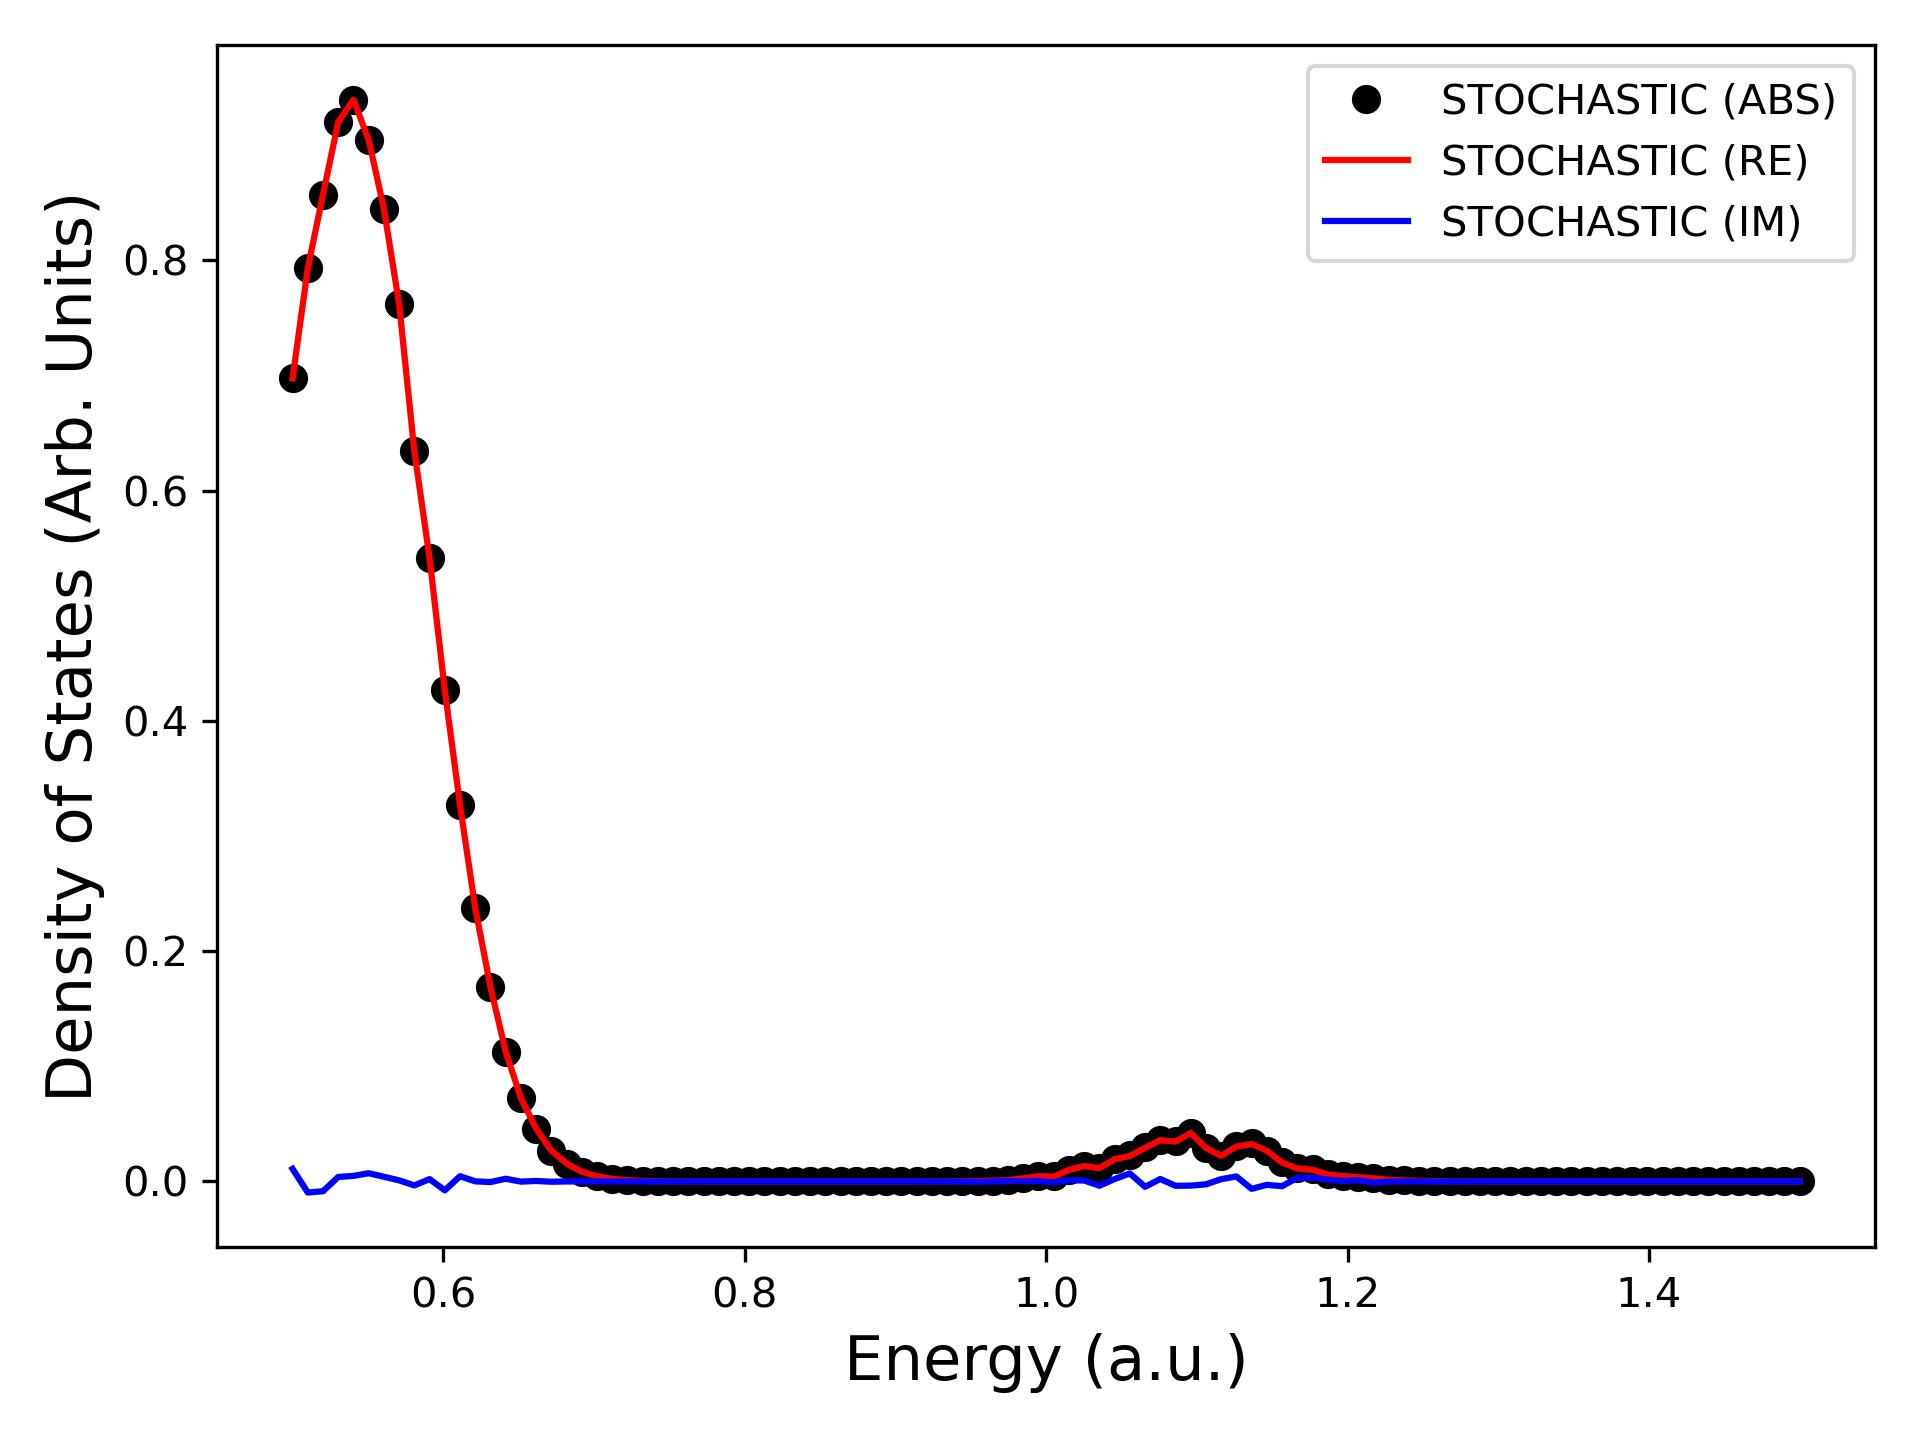 STOCHASTIC (ABS)
STOCHASTIC (RE)
STOCHASTIC (IM)
Density of States (Arb. Units)
0.8
0.6
0.4
0.2
0.0
0.6 0.8 1.0 1.2 1.4
Energy (a.u.)